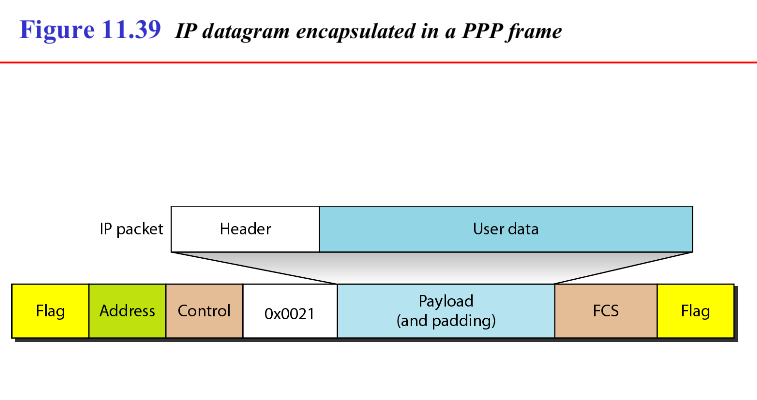 Figure 11.39 IP datagram encapsulated in a PPP frame
IP packet
Header
User data
Flag
Address
Control
0x0021
Payload
(and padding)
FCS
Flag